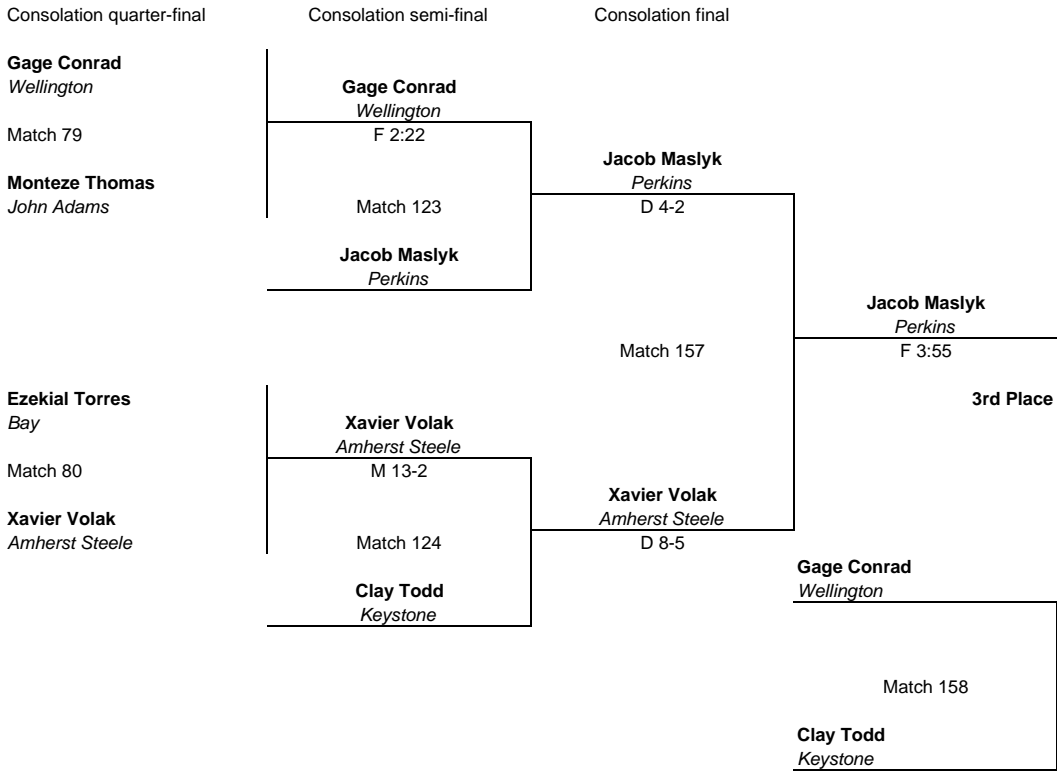 Consolation quarter-final Consolation semi-final Consolation final
Gage Conrad
Wellington
Gage Conrad
Wellington
Match 79
F 2:22
Jacob Maslyk
Monteze Thomas
Perkins
John Adams
Match 123
D 4-2
Jacob Maslyk
Perkins
Jacob Maslyk
Perkins
Match 157
F 3:55
Ezekial Torres
3rd Place
Bay
Xavier Volak
Amherst Steele
Match 80
M 13-2
Xavier Volak
Xavier Volak
Amherst Steele
Amherst Steele
Match 124
D 8-5
Gage Conrad
Clay Todd
Wellington
Keystone
Match 158
Clay Todd
Keystone